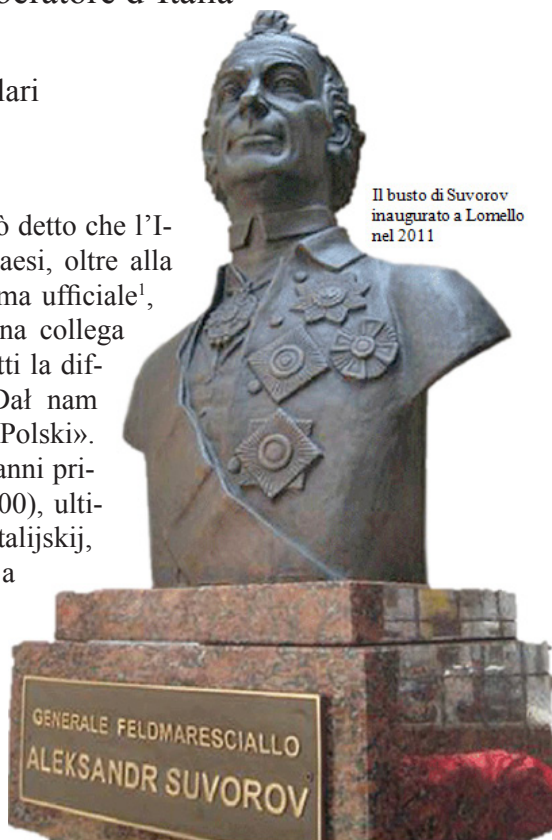 beratore d'Italia
lari
ò detto che l'I-
aesi, oltre alla
ma ufficiale¹,
na collega
tti la dif-
Dał nam
Polski».
anni pri-
00), ulti-
talijskij,
a
Il busto di Suvorov
inaugurato a Lomello
nel 2011
GENERALE FELDMARESCIALLO
ALEKSANDR SUVOROV